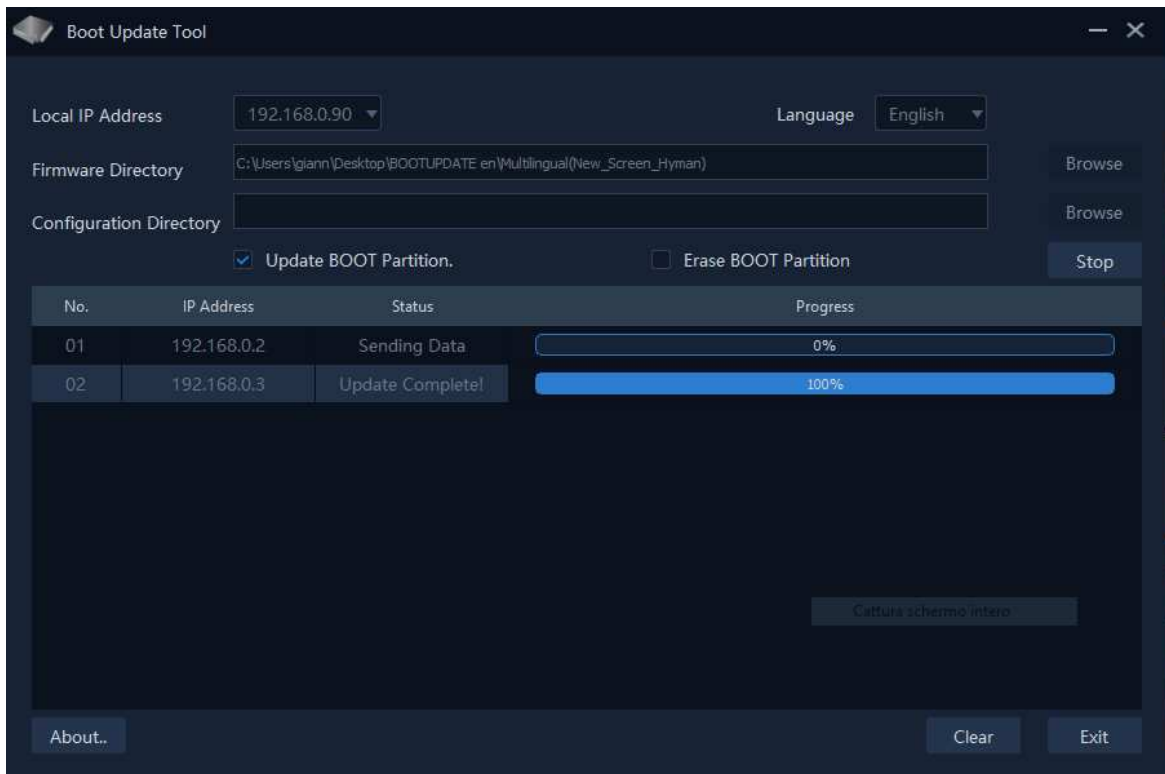 Boot Update Tool
Local IP Address 192.168.0.90 Language English
Firmware Directory C:\Users\giann\Desktop\BOOTUPDATE en\Multilingual(New_Screen_Hyman) Browse
Configuration Directory Browse
Update BOOT Partition. Erase BOOT Partition Stop
No. IP Address Status Progress
01 192.168.0.2 Sending Data 0%
02 192.168.0.3 Update Complete! 100%
Cattura schermo intero
About.. Clear Exit